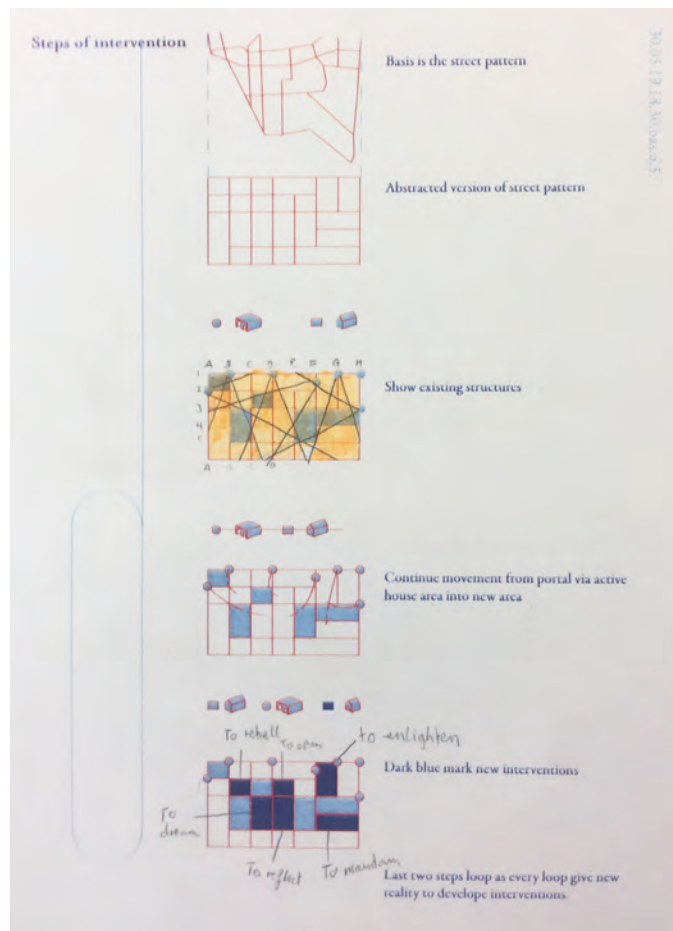 Steps of intervention
Basis is the street pattern
Abstracted version of street pattern
A B C D E F G H
1
2
Show existing structures
3
4
5
A
Continue movement from portal via active
house area into new area
To rebell
to enlighten
Dark blue mark new interventions
To
dream
To reflect
To
Last two steps loop as every loop give new
reality to develope interventions.